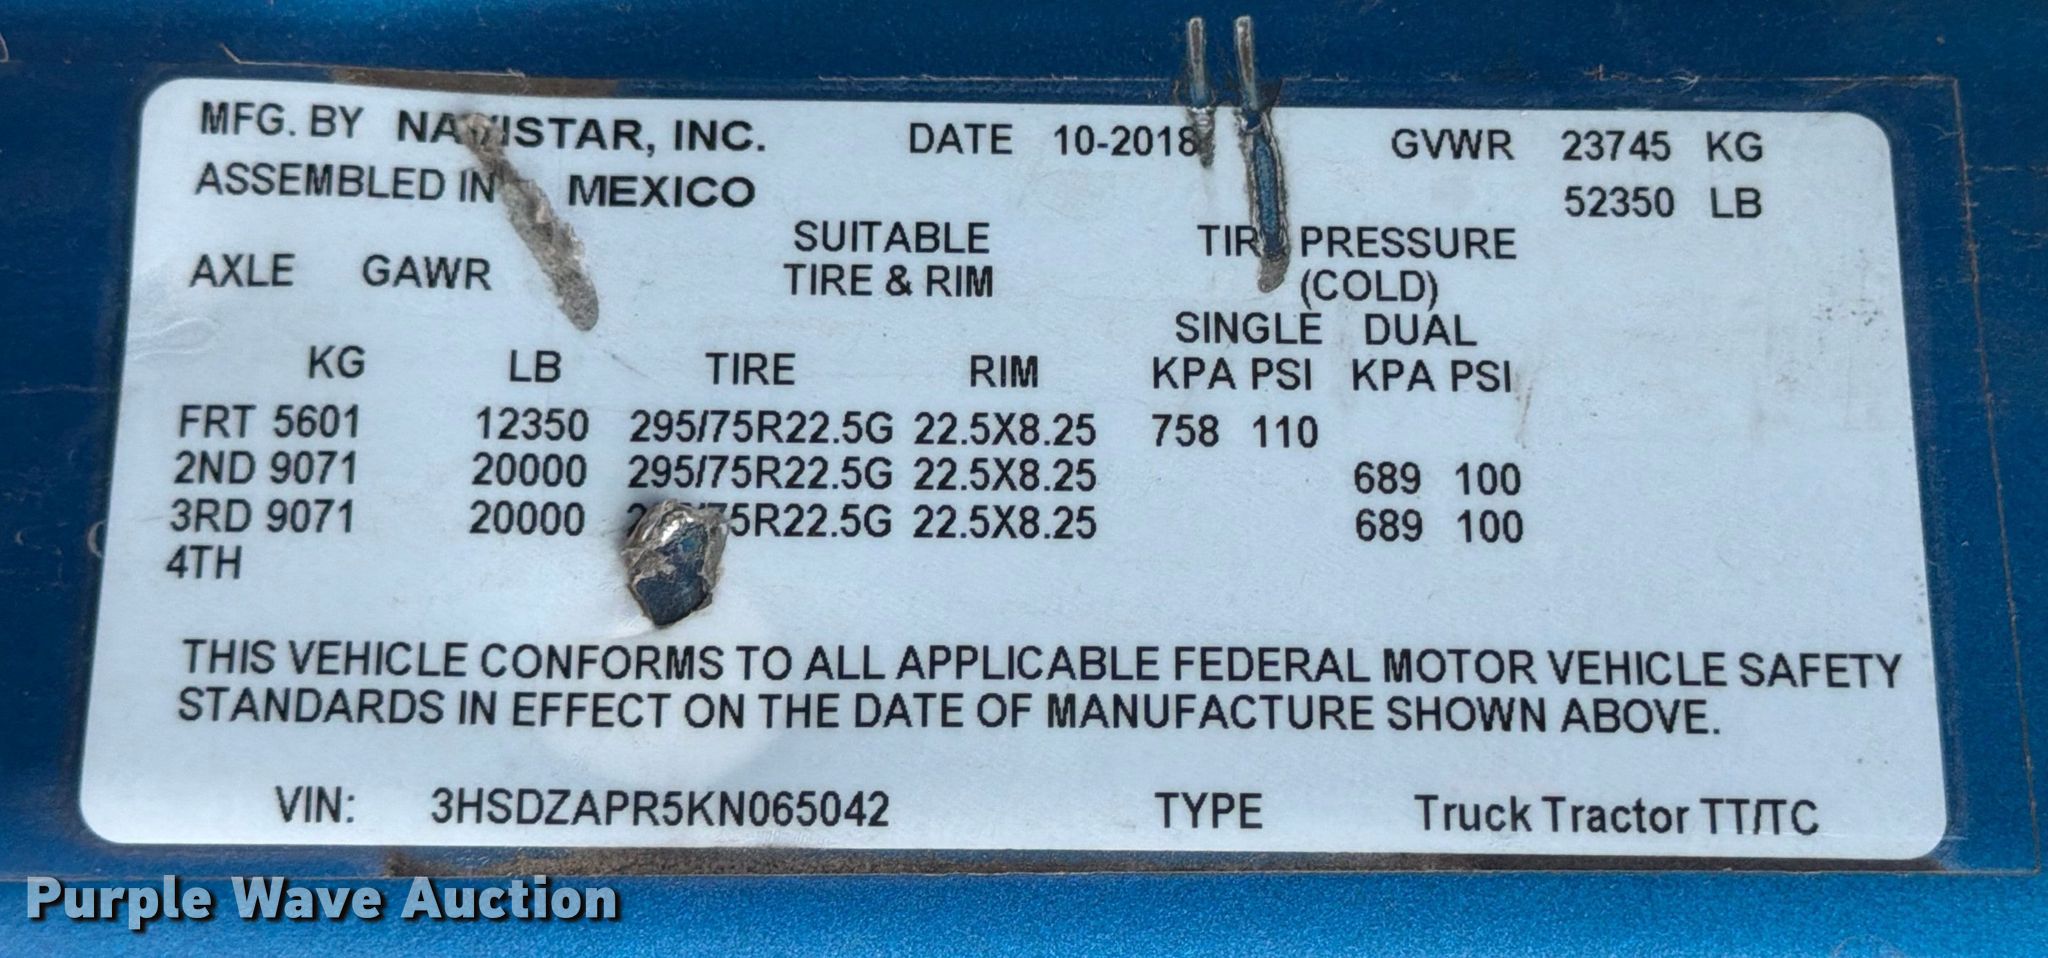 MFG. BY NAVISTAR, INC. DATE 10-2018 GVWR 23745 KG
ASSEMBLED IN MEXICO 52350 LB
SUITABLE TIRE PRESSURE
AXLE GAWR TIRE & RIM (COLD)
SINGLE DUAL
KG LB TIRE RIM KPA PSI KPA PSI
FRT 5601 12350 295/75R22.5G 22.5X8.25 758 110
2ND 9071 20000 295/75R22.5G 22.5X8.25 689 100
3RD 9071 20000 295/75R22.5G 22.5X8.25 689 100
4TH
THIS VEHICLE CONFORMS TO ALL APPLICABLE FEDERAL MOTOR VEHICLE SAFETY
STANDARDS IN EFFECT ON THE DATE OF MANUFACTURE SHOWN ABOVE.
VIN: 3HSDZAPR5KN065042 TYPE Truck Tractor TT/TC
Purple Wave Auction